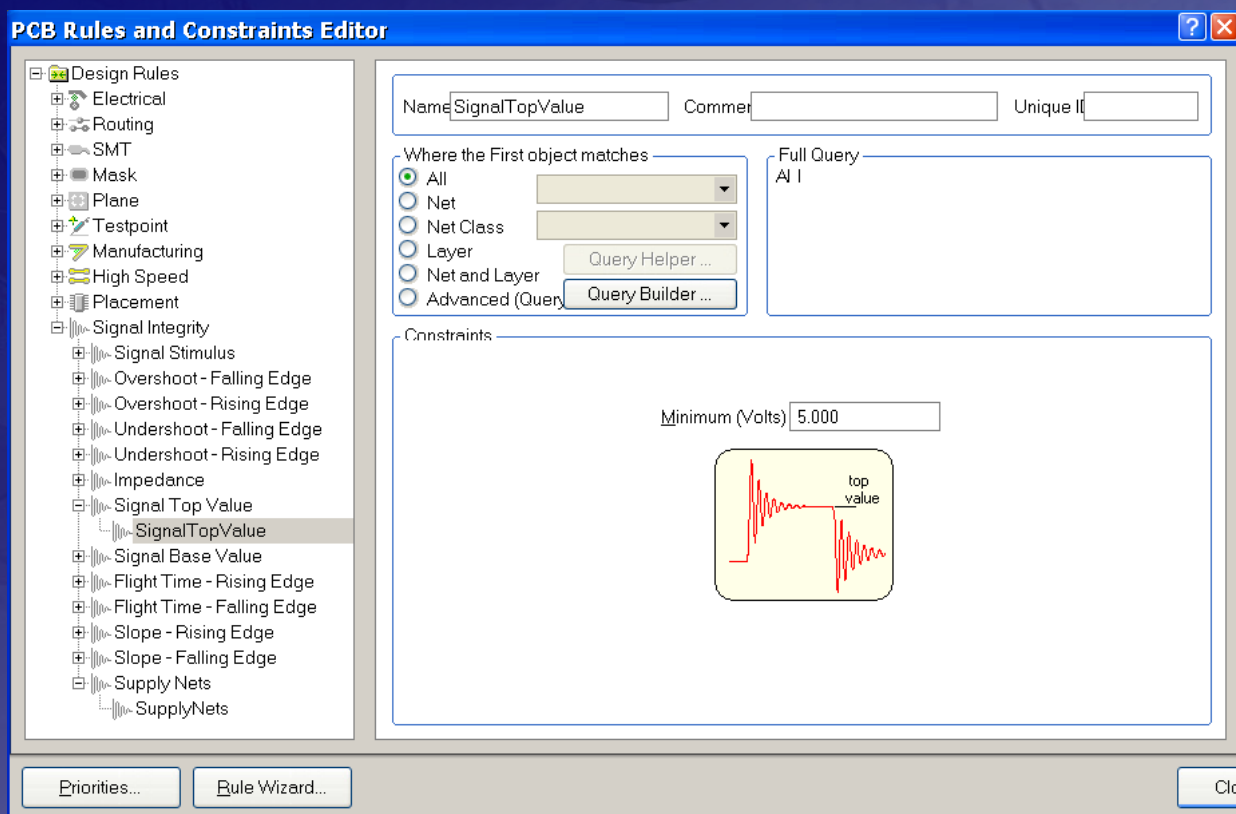 PCB Rules and Constraints Editor
Design Rules
Electrical
Routing
SMT
Mask
Plane
Testpoint
Manufacturing
High Speed
Placement
Signal Integrity
Signal Stimulus
Overshoot - Falling Edge
Overshoot - Rising Edge
Undershoot - Falling Edge
Undershoot - Rising Edge
Impedance
Signal Top Value
SignalTopValue
Signal Base Value
Flight Time - Rising Edge
Flight Time - Falling Edge
Slope - Rising Edge
Slope - Falling Edge
Supply Nets
SupplyNets
Name SignalTopValue Commer Unique I
Where the First object matches
All
Net
Net Class
Layer
Net and Layer
Advanced (Query
Query Helper ...
Query Builder ...
Full Query
All
Constraints
Minimum (Volts) 5.000
top
value
Priorities... Rule Wizard... Clo